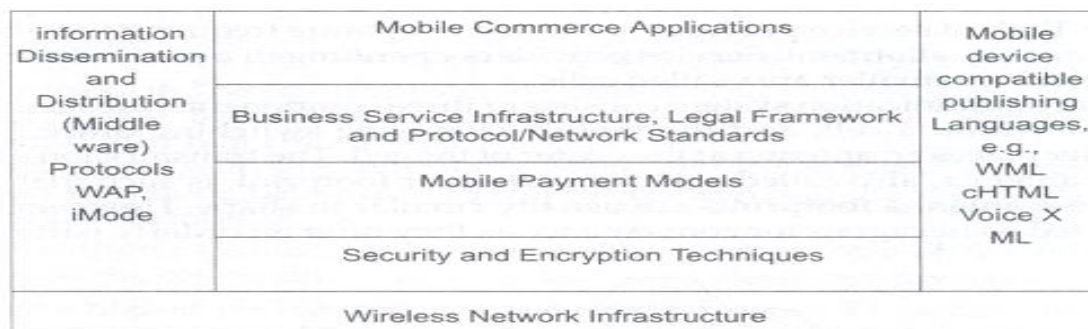 information
Dissemination
and
Distribution
(Middle
ware)
Protocols
WAP
iMode
Mobile Commerce Applications
Business Service Infrastructure, Legal Framework
and Protocol/Network Standards
Mobile Payment Models
Security and Encryption Techniques
Mobile
device
compatible
publishing
Languages,
e.g.,
WML
cHTML
Voice X
ML
Wireless Network Infrastructure